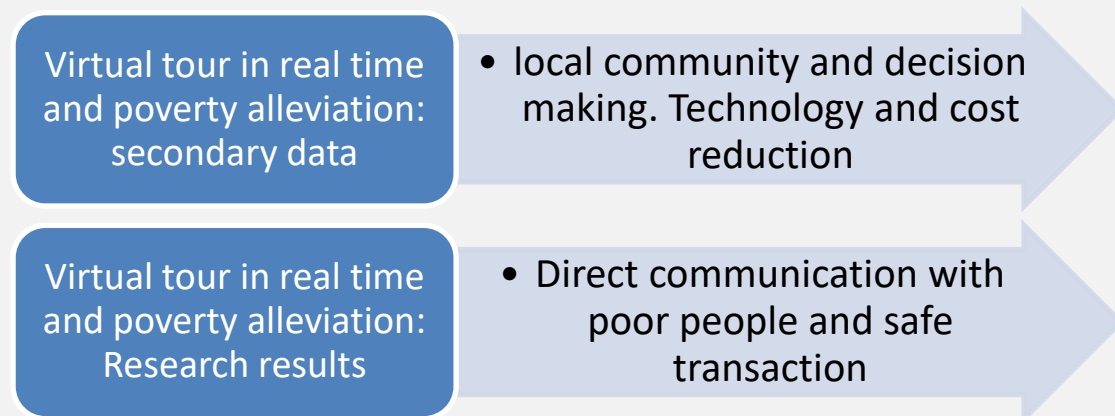 Virtual tour in real time
and poverty alleviation:
secondary data
• local community and decision
making. Technology and cost
reduction
Virtual tour in real time
and poverty alleviation:
Research results
• Direct communication with
poor people and safe
transaction